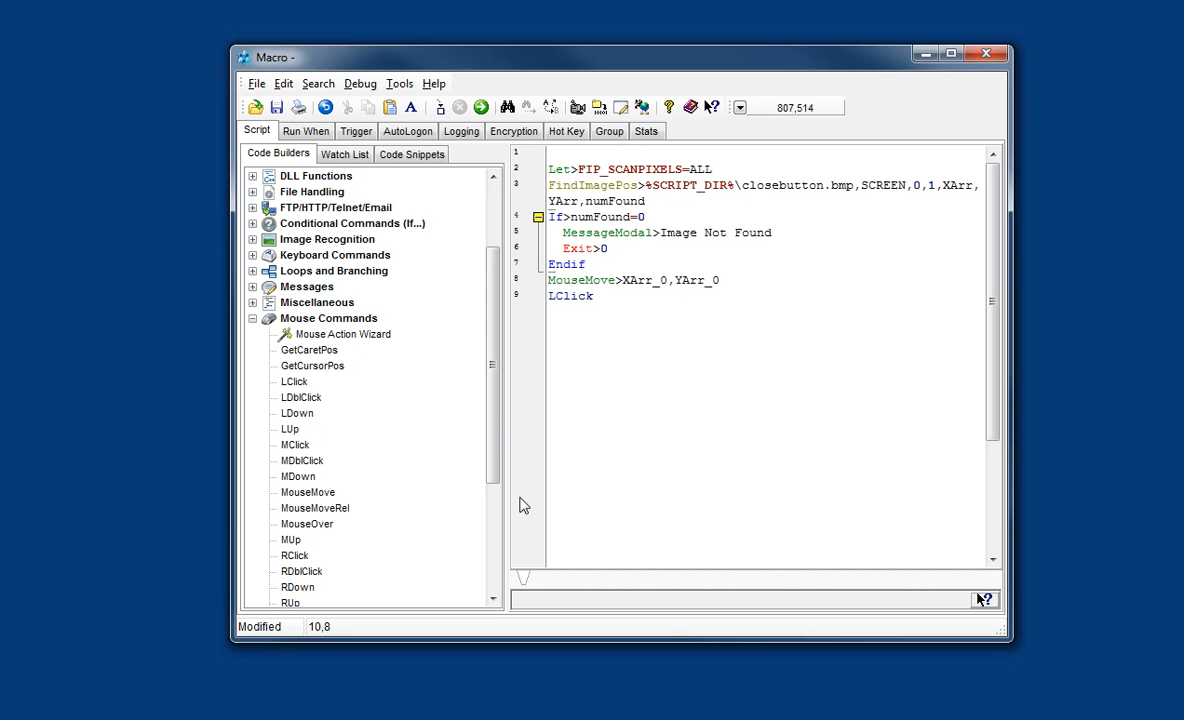 Macro -
File Edit Search Debug Tools Help
807,514
Script Run When Trigger AutoLogon Logging Encryption Hot Key Group Stats
Code Builders Watch List Code Snippets
DLL Functions
File Handling
FTP/HTTP/Telnet/Email
Conditional Commands (If...)
Image Recognition
Keyboard Commands
Loops and Branching
Messages
Miscellaneous
Mouse Commands
Mouse Action Wizard
GetCaretPos
GetCursorPos
LClick
LDblClick
LDown
LUp
MClick
MDblClick
MDown
MouseMove
MouseMoveRel
MouseOver
MUp
RClick
RDblClick
RDown
RUp
1
2 Let>FIP_SCANPIXELS=ALL
3 FindImagePos>%SCRIPT_DIR%\closebutton.bmp,SCREEN,0,1,XArr,
YArr,numFound
4 If>numFound=0
5 MessageModal>Image Not Found
6 Exit>0
7 Endif
8 MouseMove>XArr_0,YArr_0
9 LClick
Modified 10,8